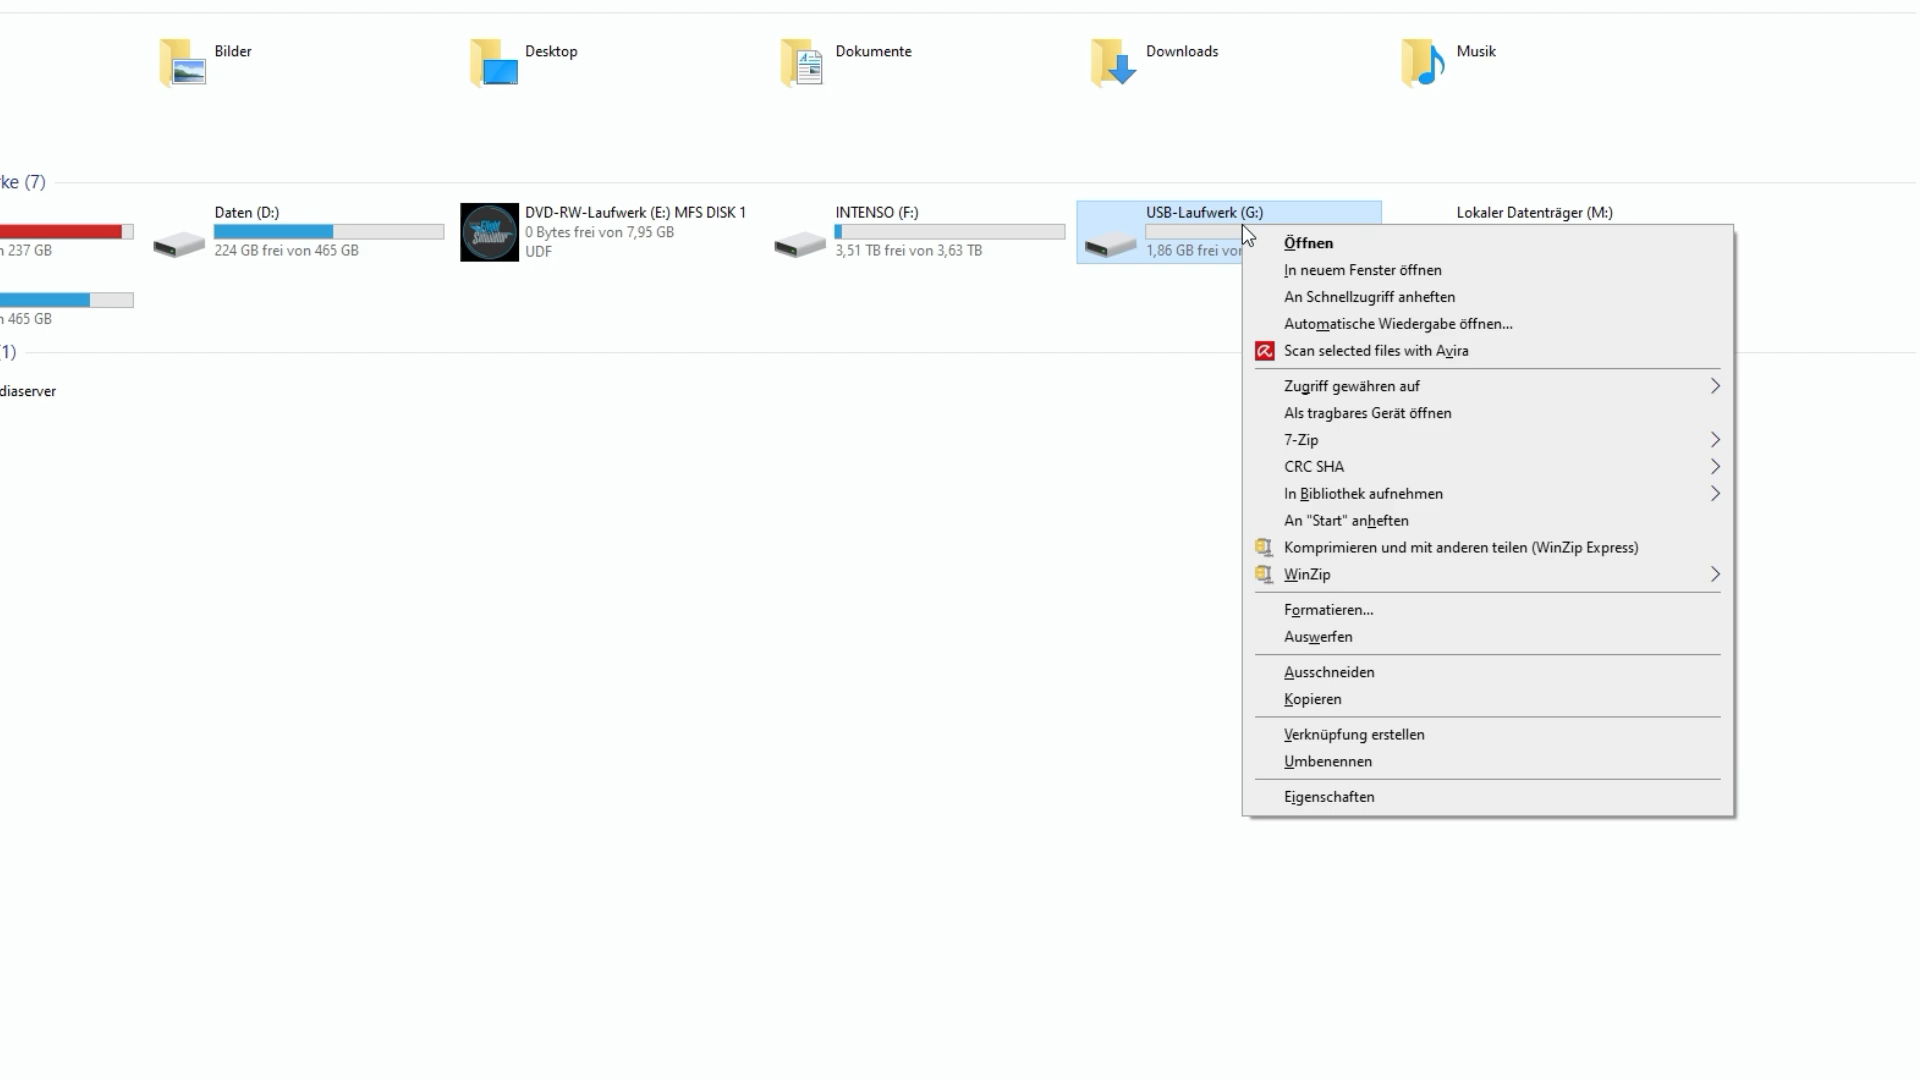 Bilder
Desktop
Dokumente
Downloads
Musik
ke (7)
Daten (D:)
DVD-RW-Laufwerk (E:) MFS DISK 1
INTENSO (F:)
USB-Laufwerk (G:)
Lokaler Datenträger (M:)
n 237 GB
224 GB frei von 465 GB
0 Bytes frei von 7,95 GB
UDF
Flight
Simulator
3,51 TB frei von 3,63 TB
1,86 GB frei vo
n 465 GB
1)
diaserver
Öffnen
In neuem Fenster öffnen
An Schnellzugriff anheften
Automatische Wiedergabe öffnen...
Scan selected files with Avira
Zugriff gewähren auf
Als tragbares Gerät öffnen
7-Zip
CRC SHA
In Bibliothek aufnehmen
An "Start" anheften
Komprimieren und mit anderen teilen (WinZip Express)
WinZip
Formatieren...
Auswerfen
Ausschneiden
Kopieren
Verknüpfung erstellen
Umbenennen
Eigenschaften